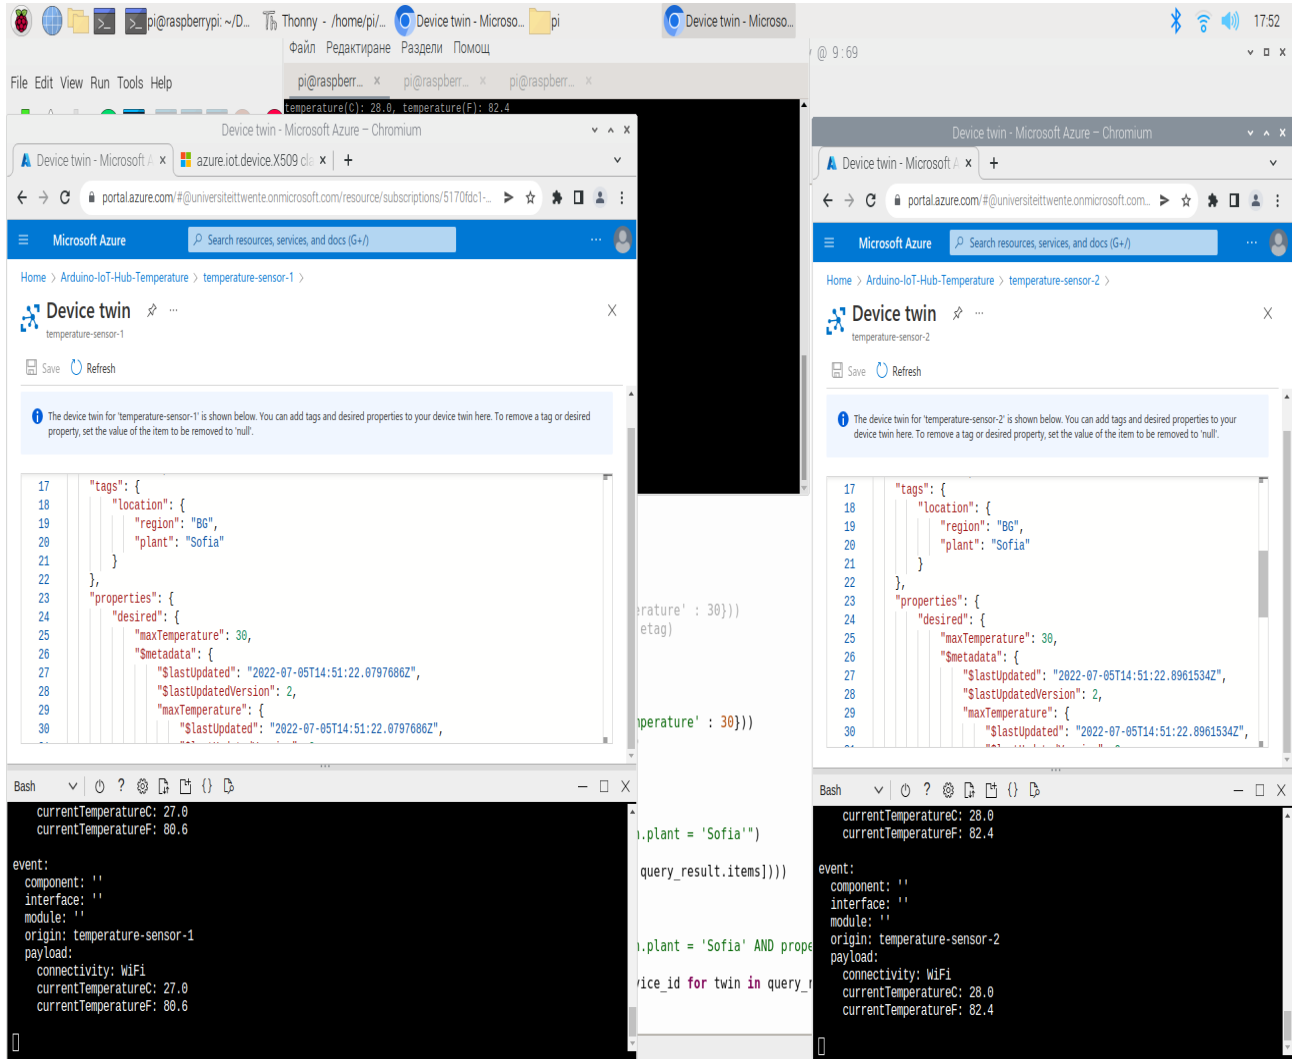 pi@raspberrypi: ~/D...
Thonny - /home/pi/...
Device twin - Microso...
pi
Device twin - Microso...
17:52
Файл Редактиране Раздели Помощ
@ 9:69
File Edit View Run Tools Help
pi@raspberr... ×
pi@raspberr... ×
pi@raspberr... ×
temperature(C): 28.0, temperature(F): 82.4
Device twin - Microsoft Azure – Chromium
Device twin - Microsoft A ×
azure.iot.device.X509 cla ×
portal.azure.com/#@universiteittwente.onmicrosoft.com/resource/subscriptions/5170fdc1-...
Microsoft Azure
Search resources, services, and docs (G+/)
Home > Arduino-IoT-Hub-Temperature > temperature-sensor-1 >
Device twin
temperature-sensor-1
Save
Refresh
The device twin for 'temperature-sensor-1' is shown below. You can add tags and desired properties to your device twin here. To remove a tag or desired
property, set the value of the item to be removed to 'null'.
17 "tags": {
18 "location": {
19 "region": "BG",
20 "plant": "Sofia"
21 }
22 },
23 "properties": {
24 "desired": {
25 "maxTemperature": 30,
26 "$metadata": {
27 "$lastUpdated": "2022-07-05T14:51:22.0797686Z",
28 "$lastUpdatedVersion": 2,
29 "maxTemperature": {
30 "$lastUpdated": "2022-07-05T14:51:22.0797686Z",
Bash
currentTemperatureC: 27.0
currentTemperatureF: 80.6
event:
component: ''
interface: ''
module: ''
origin: temperature-sensor-1
payload:
connectivity: WiFi
currentTemperatureC: 27.0
currentTemperatureF: 80.6
erature' : 30}))
etag)
perature' : 30}))
.plant = 'Sofia'")
query_result.items])))
.plant = 'Sofia' AND prope
vice_id for twin in query_r
Device twin - Microsoft Azure – Chromium
Device twin - Microsoft A ×
portal.azure.com/#@universiteittwente.onmicrosoft.com...
Microsoft Azure
Search resources, services, and docs (G+/)
Home > Arduino-IoT-Hub-Temperature > temperature-sensor-2 >
Device twin
temperature-sensor-2
Save
Refresh
The device twin for 'temperature-sensor-2' is shown below. You can add tags and desired properties to your
device twin here. To remove a tag or desired property, set the value of the item to be removed to 'null'.
17 "tags": {
18 "location": {
19 "region": "BG",
20 "plant": "Sofia"
21 }
22 },
23 "properties": {
24 "desired": {
25 "maxTemperature": 30,
26 "$metadata": {
27 "$lastUpdated": "2022-07-05T14:51:22.8961534Z",
28 "$lastUpdatedVersion": 2,
29 "maxTemperature": {
30 "$lastUpdated": "2022-07-05T14:51:22.8961534Z",
Bash
currentTemperatureC: 28.0
currentTemperatureF: 82.4
event:
component: ''
interface: ''
module: ''
origin: temperature-sensor-2
payload:
connectivity: WiFi
currentTemperatureC: 28.0
currentTemperatureF: 82.4